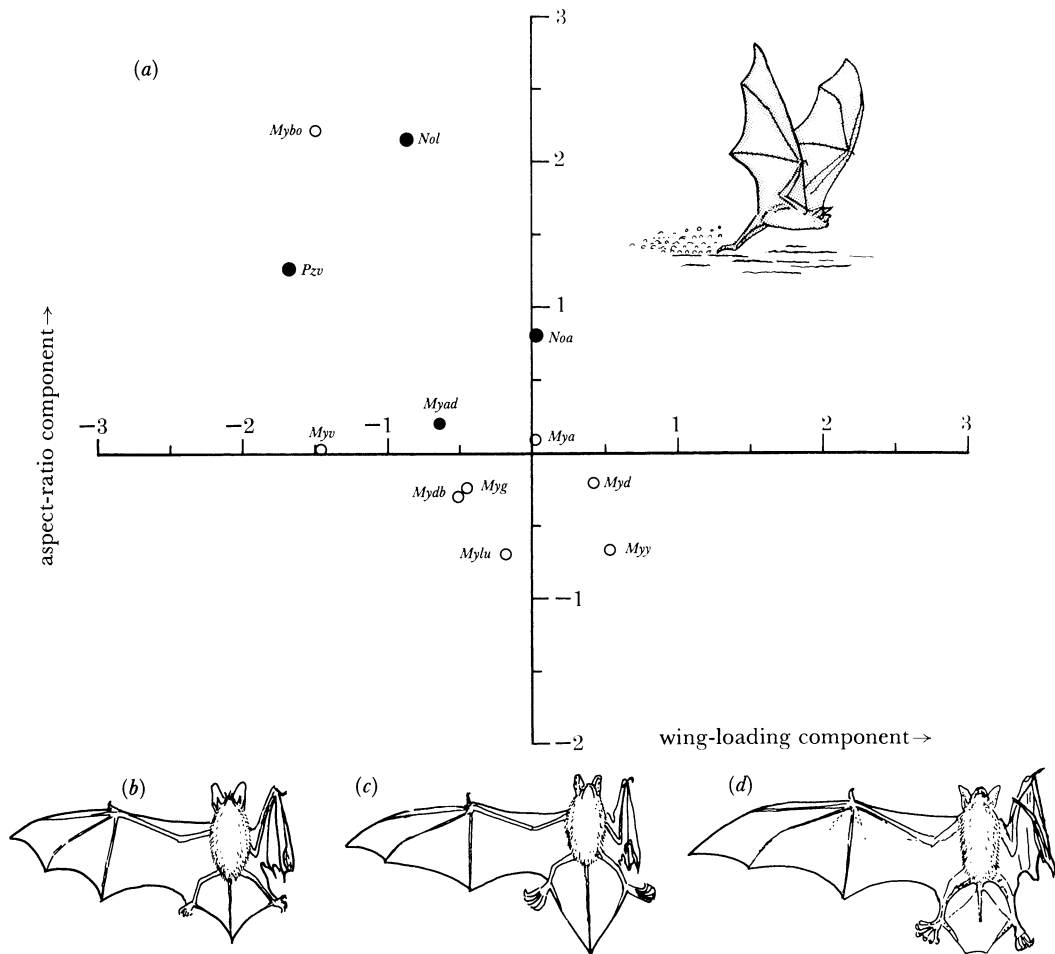 3
(a)
Mybo
Nol
2
Pzv
1
Noa
aspect-ratio component→
−3
−2
−1
Myad
Myv
Mya
1
2
3
Mydb
Myg
Myd
Mylu
Myy
−1
wing-loading component→
−2
(b)
(c)
(d)